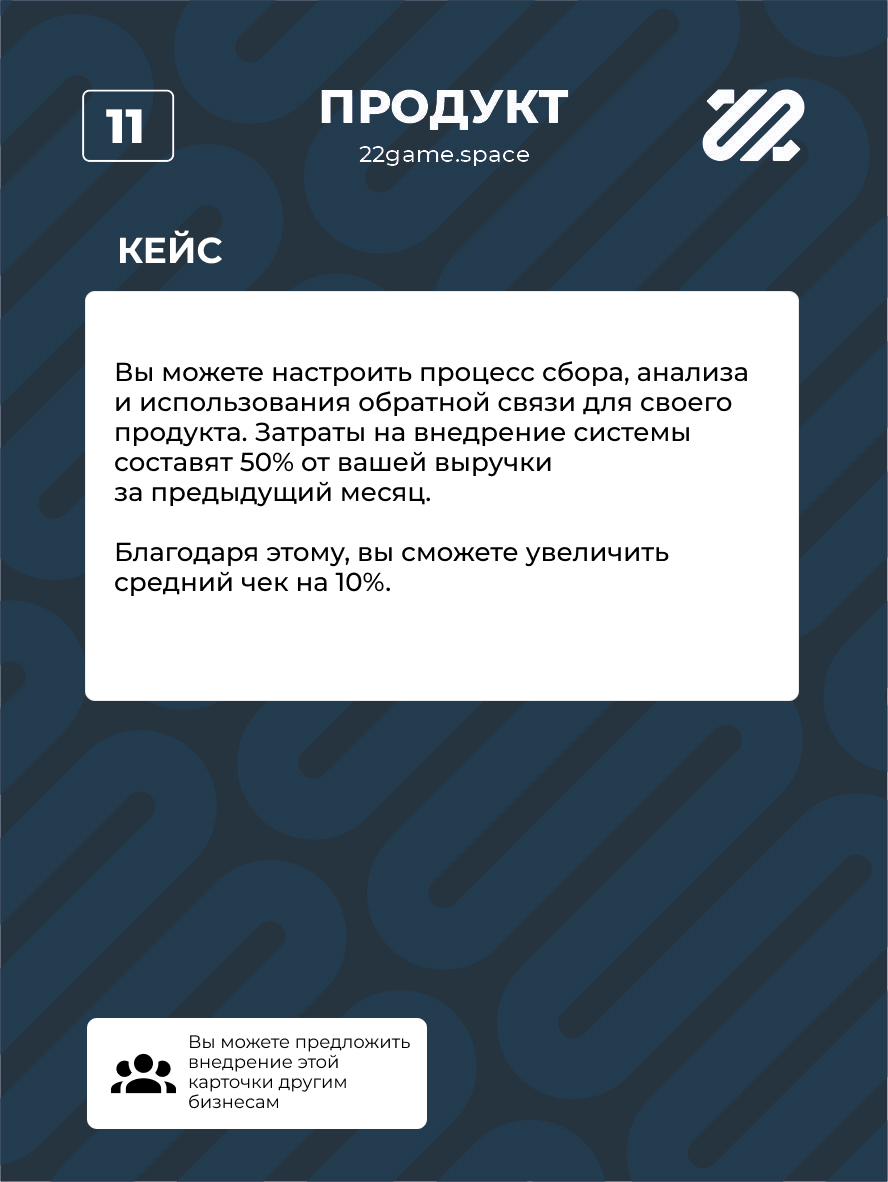 11
ПРОДУКТ
22game.space
КЕЙС
Вы можете настроить процесс сбора, анализа
и использования обратной связи для своего
продукта. Затраты на внедрение системы
составят 50% от вашей выручки
за предыдущий месяц.
Благодаря этому, вы сможете увеличить
средний чек на 10%.
Вы можете предложить
внедрение этой
карточки другим
бизнесам